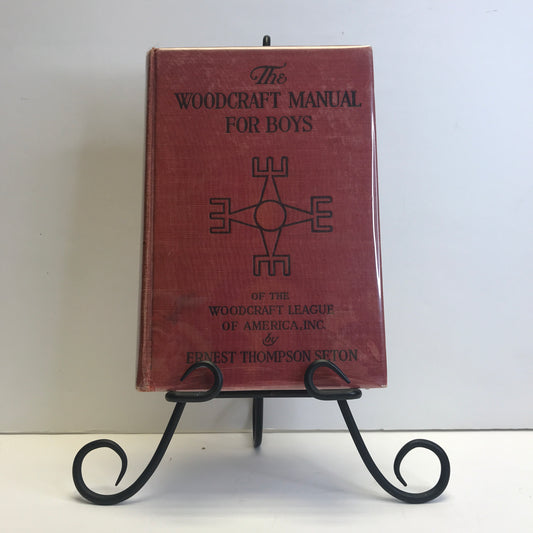 The
WOODCRAFT MANUAL
FOR BOYS
OF THE
WOODCRAFT LEAGUE
OF AMERICA, INC.
by
ERNEST THOMPSON SETON